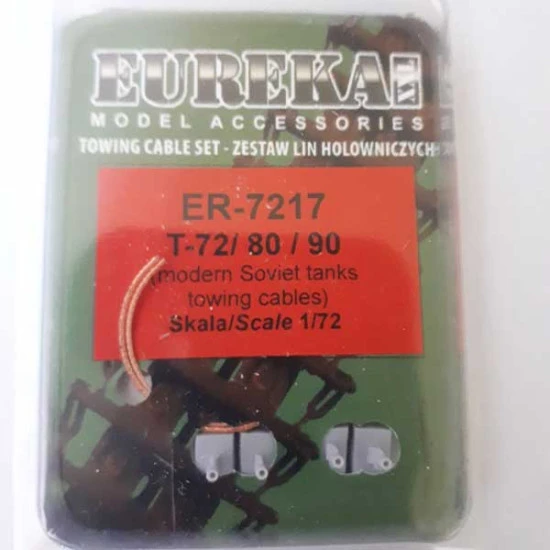 EUREKA XXL
MODEL ACCESSORIES
TOWING CABLE SET - ZESTAW LIN HOLOWNICZYCH
ER-7217
T-72/ 80 / 90
(modern Soviet tanks
towing cables)
Skala/Scale 1/72